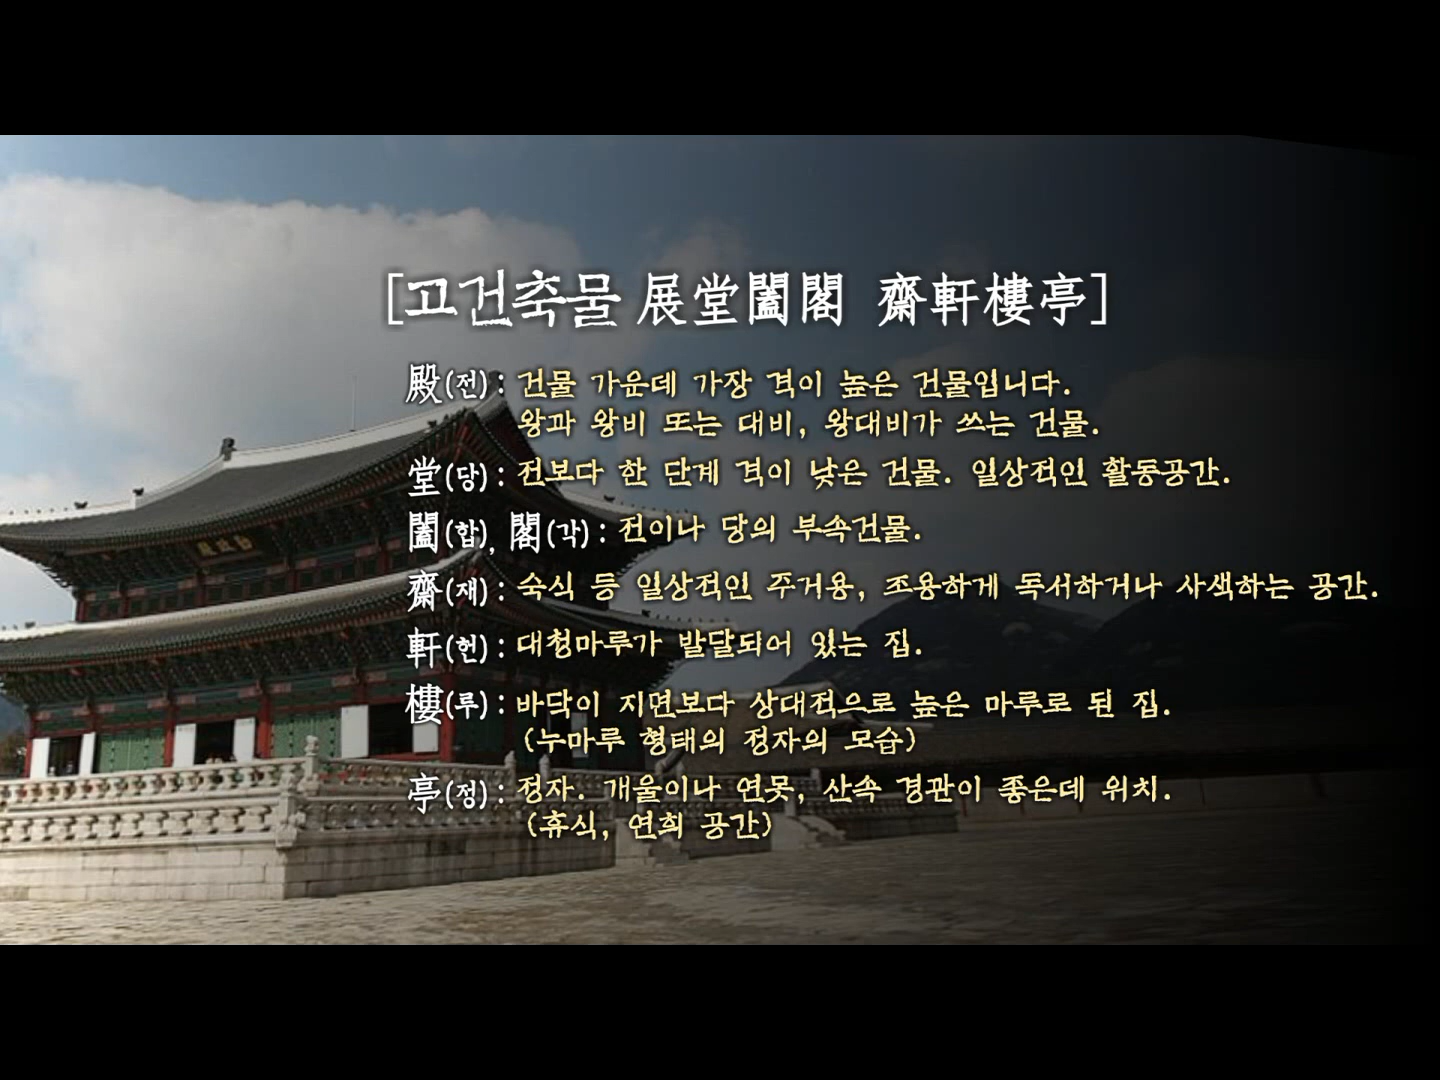 [고건축물 展堂闔閣 齋軒樓亭]
殿(전) : 건물 가운데 가장 격이 높은 건물입니다.
왕과 왕비 또는 대비, 왕대비가 쓰는 건물.
堂(당) : 전보다 한 단계 격이 낮은 건물. 일상적인 활동공간.
闔(합), 閣(각) : 전이나 당의 부속건물.
齋(재) : 숙식 등 일상적인 주거용, 조용하게 독서하거나 사색하는 공간.
軒(헌) : 대청마루가 발달되어 있는 집.
樓(루) : 바닥이 지면보다 상대적으로 높은 마루로 된 집.
(누마루 형태의 정자의 모습)
亭(정) : 정자. 개울이나 연못, 산속 경관이 좋은데 위치.
(휴식, 연희 공간)